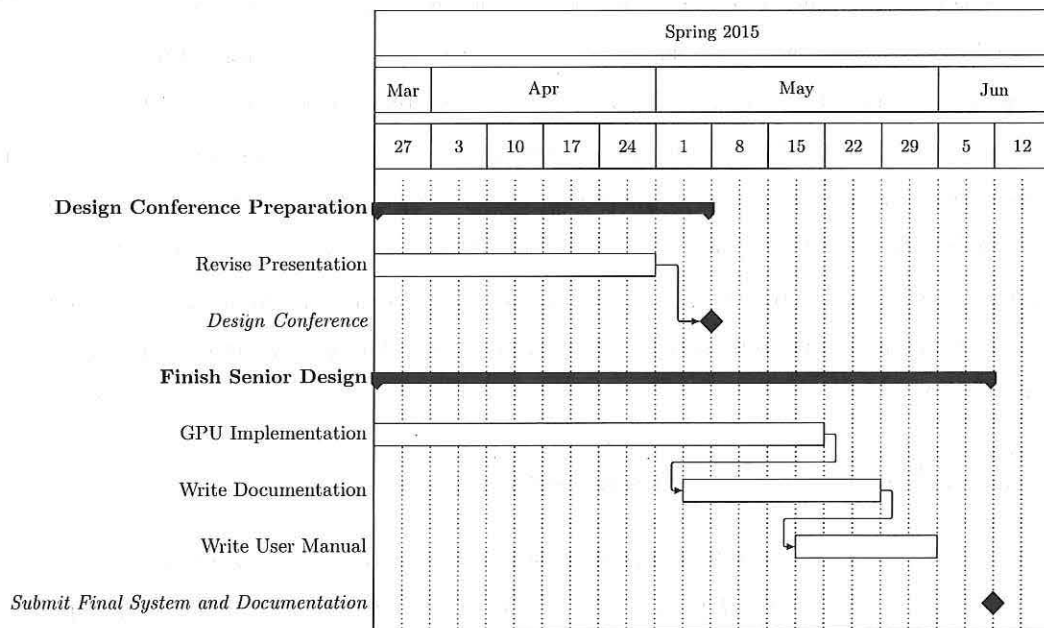 Spring 2015
Mar Apr May Jun
27 3 10 17 24 1 8 15 22 29 5 12
Design Conference Preparation
Revise Presentation
Design Conference
Finish Senior Design
GPU Implementation
Write Documentation
Write User Manual
Submit Final System and Documentation